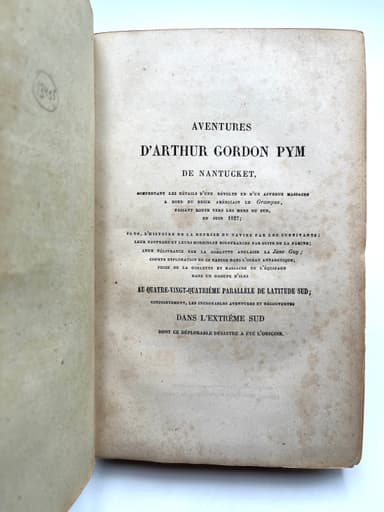 AVENTURES
D'ARTHUR GORDON PYM
DE NANTUCKET,
COMPRENANT LES DÉTAILS D'UNE RÉVOLTE ET D'UN AFFREUX MASSACRE
A BORD DU BRICK AMÉRICAIN LE Grampus,
FAISANT ROUTE VERS LES MERS DU SUD,
EN JUIN 1827;
PLUS, L'HISTOIRE DE LA REPRISE DU NAVIRE PAR LES SURVIVANTS;
LEUR NAUFRAGE ET LEURS HORRIBLES SOUFFRANCES PAR SUITE DE LA FAMINE;
LEUR DÉLIVRANCE PAR LA GOËLETTE ANGLAISE LA Jane Guy;
COURTE EXPLORATION DE CE NAVIRE DANS L'OCÉAN ANTARCTIQUE;
PRISE DE LA GOËLETTE ET MASSACRE DE L'ÉQUIPAGE
DANS UN GROUPE D'ILES
AU QUATRE-VINGT-QUATRIÈME PARALLÈLE DE LATITUDE SUD;
CONJOINTEMENT, LES INCROYABLES AVENTURES ET DÉCOUVERTES
DANS L'EXTRÊME SUD
DONT CE DÉPLORABLE DÉSASTRE A ÉTÉ L'ORIGINE.